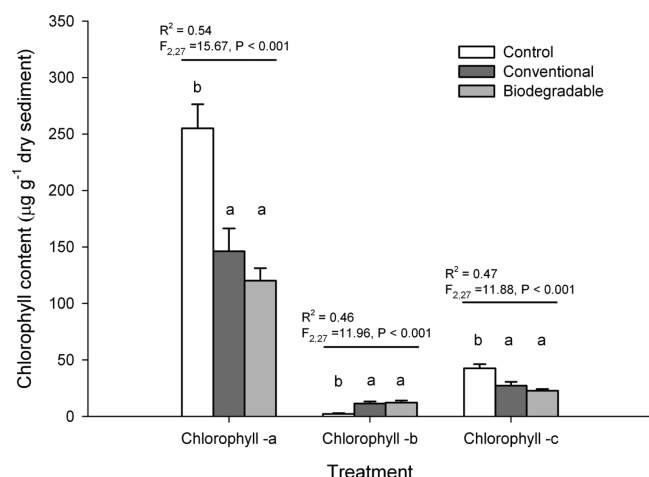 R² = 0.54
F₂,₂₇ =15.67, P < 0.001
Control
Conventional
Biodegradable
Chlorophyll content (µg g⁻¹ dry sediment)
350
300
250
200
150
100
50
0
b
a a
R² = 0.46
F₂,₂₇ =11.96, P < 0.001
b a a
R² = 0.47
F₂,₂₇ =11.88, P < 0.001
b a a
Chlorophyll -a Chlorophyll -b Chlorophyll -c
Treatment